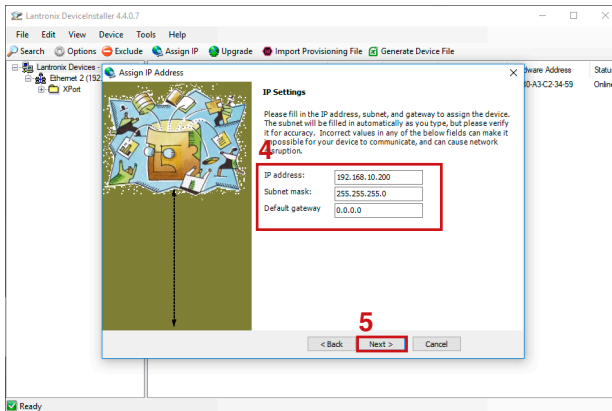 Lantronix DeviceInstaller 4.4.0.7
File Edit View Device Tools Help
Search Options Exclude Assign IP Upgrade Import Provisioning File Generate Device File
Lantronix Devices -
Ethernet 2 (192
XPort
dware Address Statu
0-A3-C2-34-59 Online
Assign IP Address
IP Settings
Please fill in the IP address, subnet, and gateway to assign the device.
The subnet will be filled in automatically as you type, but please verify
it for accuracy. Incorrect values in any of the below fields can make it
impossible for your device to communicate, and can cause network
disruption.
4
IP address: 192.168.10.200
Subnet mask: 255.255.255.0
Default gateway 0.0.0.0
5
< Back Next > Cancel
Ready